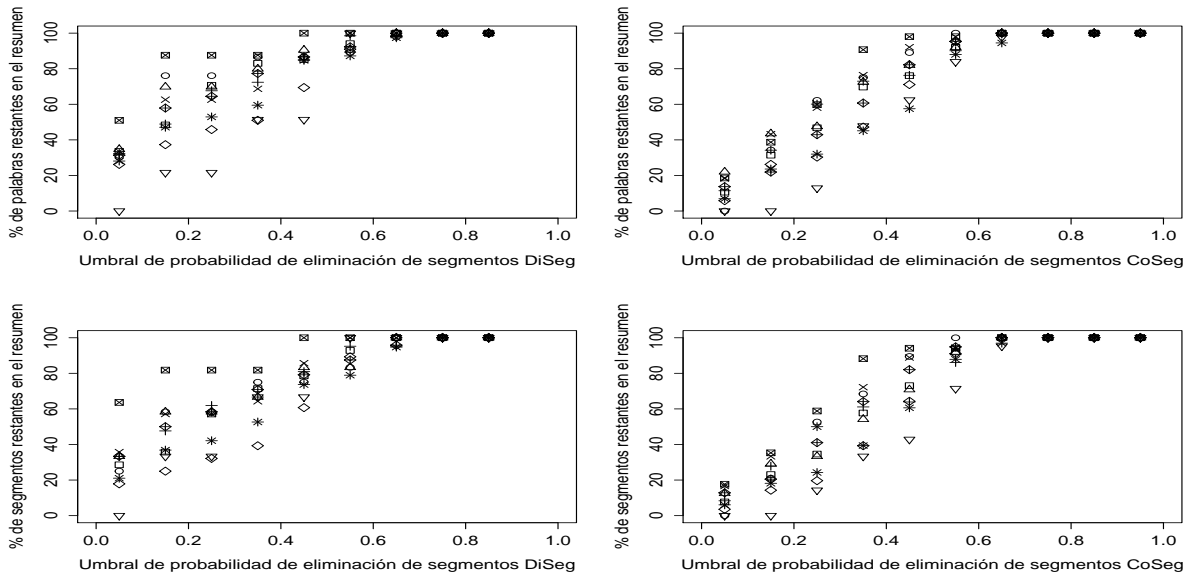 % de palabras restantes en el resumen
100
80
60
40
20
0
0.0 0.2 0.4 0.6 0.8 1.0
Umbral de probabilidad de eliminación de segmentos DiSeg
% de palabras restantes en el resumen
100
80
60
40
20
0
0.0 0.2 0.4 0.6 0.8 1.0
Umbral de probabilidad de eliminación de segmentos CoSeg
% de segmentos restantes en el resumen
100
80
60
40
20
0
0.0 0.2 0.4 0.6 0.8 1.0
Umbral de probabilidad de eliminación de segmentos DiSeg
% de segmentos restantes en el resumen
100
80
60
40
20
0
0.0 0.2 0.4 0.6 0.8 1.0
Umbral de probabilidad de eliminación de segmentos CoSeg